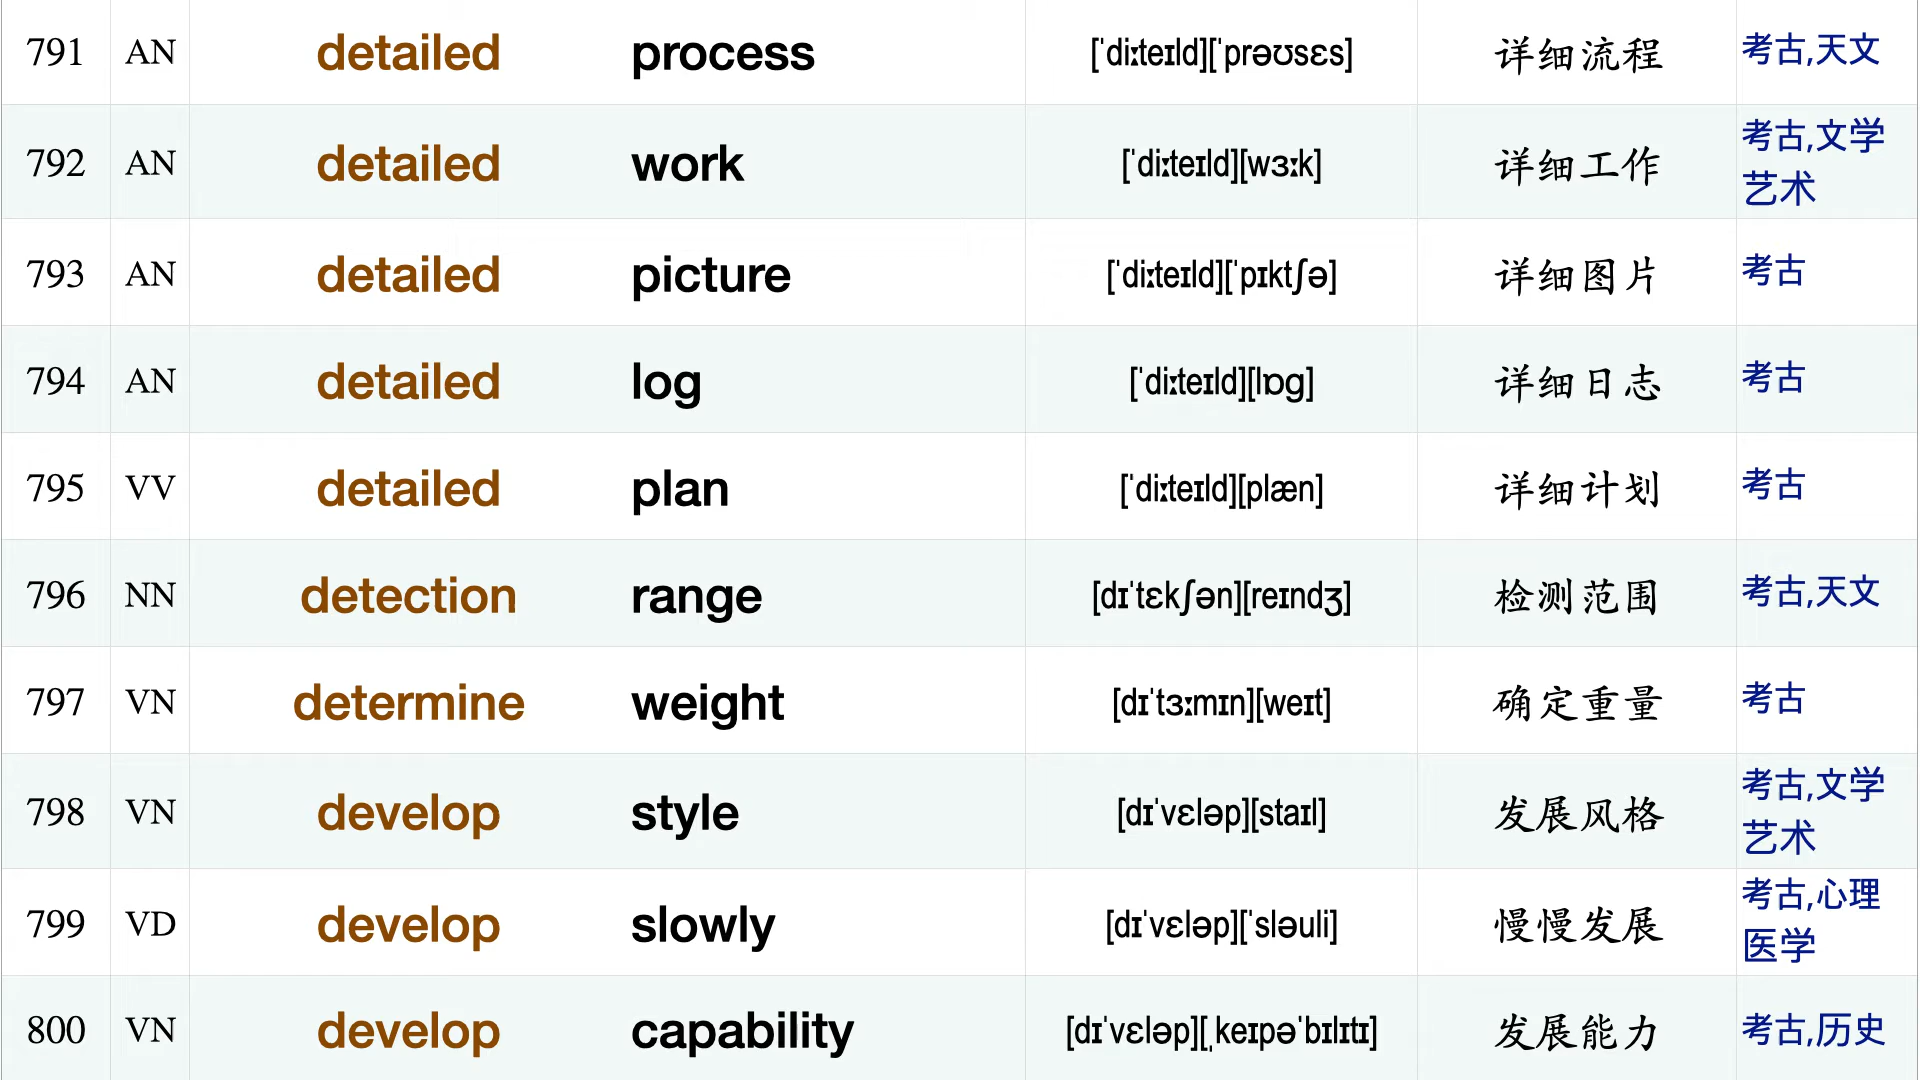 791 AN detailed process [ˈdiːteɪld][ˈprəʊsɛs] 详细流程 考古,天文
792 AN detailed work [ˈdiːteɪld][wɜːk] 详细工作 考古,文学
艺术
793 AN detailed picture [ˈdiːteɪld][ˈpɪktʃə] 详细图片 考古
794 AN detailed log [ˈdiːteɪld][lɒg] 详细日志 考古
795 VV detailed plan [ˈdiːteɪld][plæn] 详细计划 考古
796 NN detection range [dɪˈtɛkʃən][reɪndʒ] 检测范围 考古,天文
797 VN determine weight [dɪˈtɜːmɪn][weɪt] 确定重量 考古
798 VN develop style [dɪˈvɛləp][staɪl] 发展风格 考古,文学
艺术
799 VD develop slowly [dɪˈvɛləp][ˈsləuli] 慢慢发展 考古,心理
医学
800 VN develop capability [dɪˈvɛləp][ˌkeɪpəˈbɪlɪtɪ] 发展能力 考古,历史